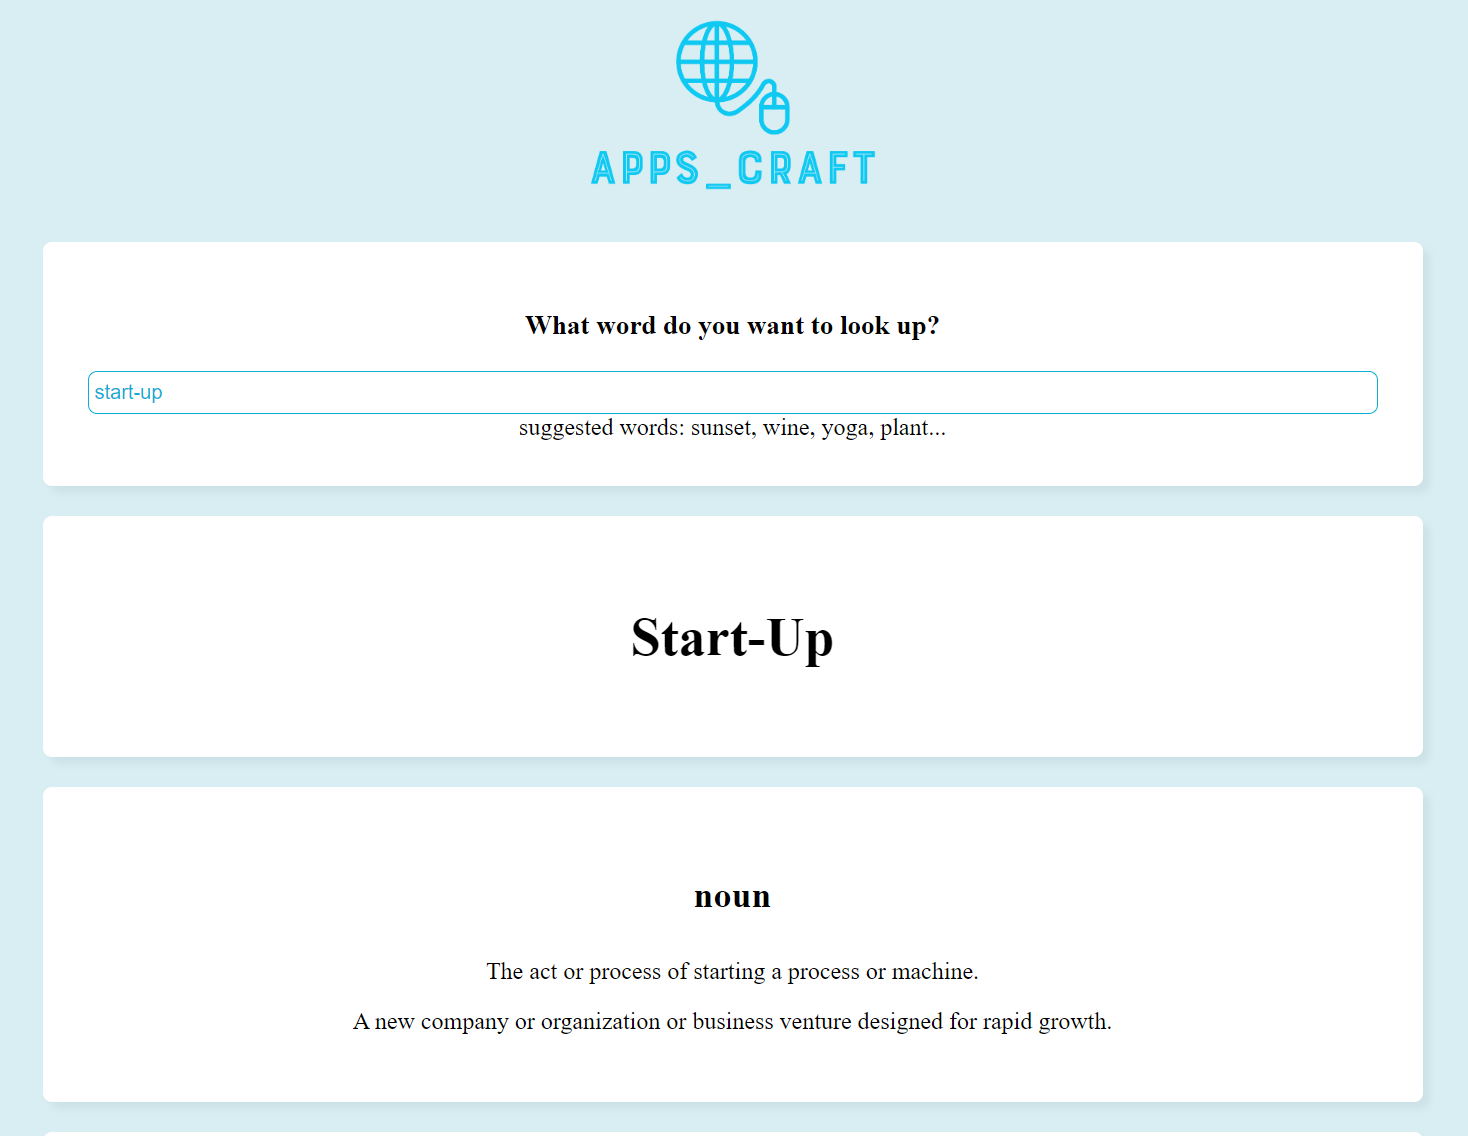 APPS_CRAFT
What word do you want to look up?
start-up
suggested words: sunset, wine, yoga, plant...
Start-Up
noun
The act or process of starting a process or machine.
A new company or organization or business venture designed for rapid growth.